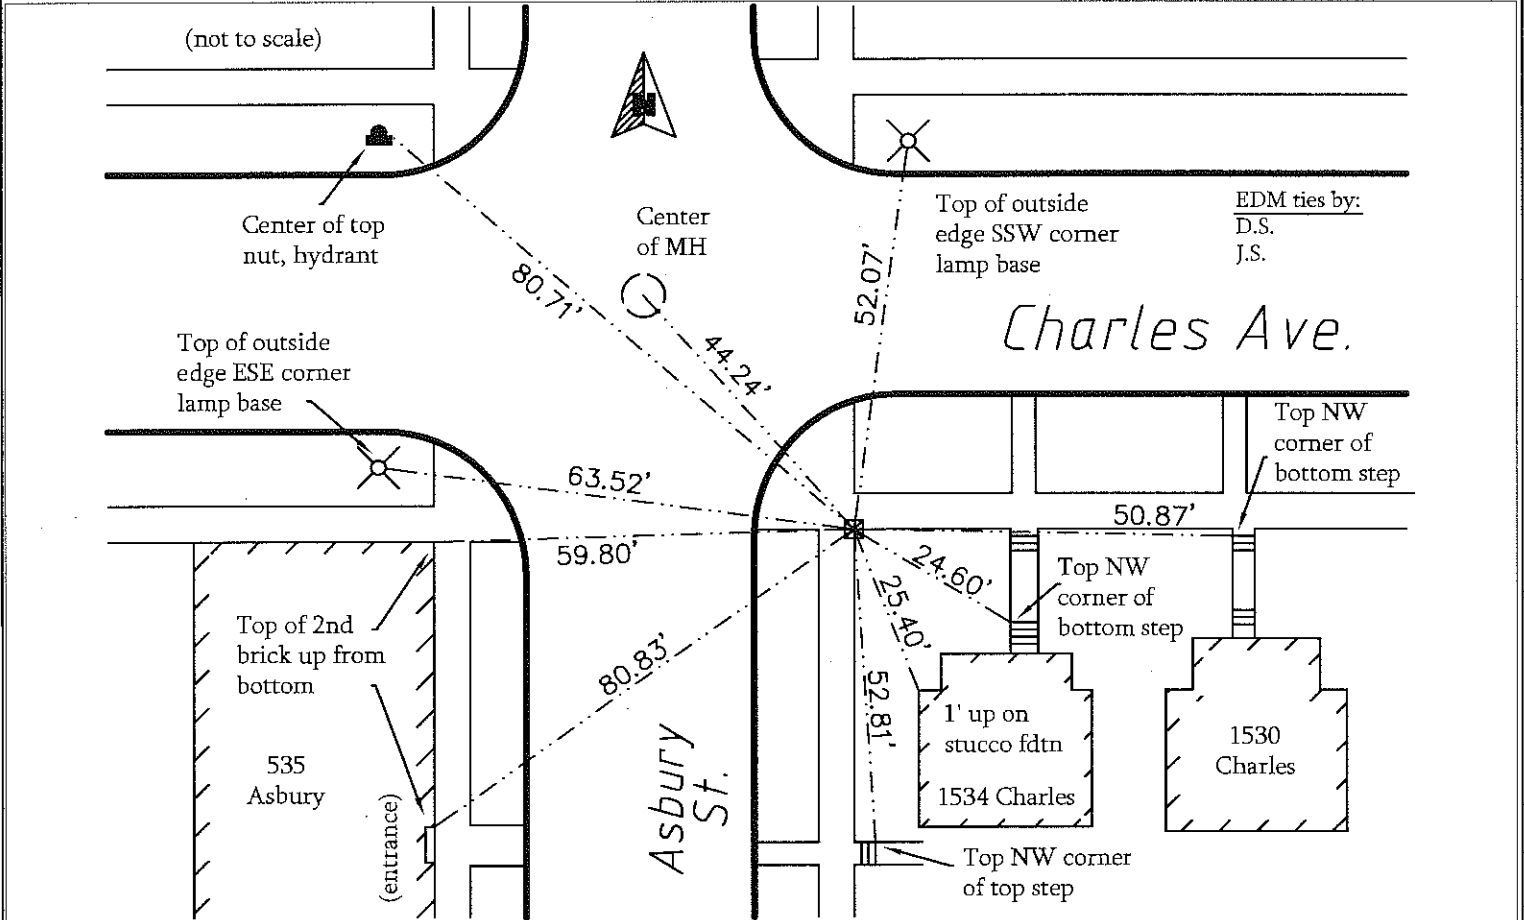 (not to scale)
N
Center of top
nut, hydrant
Center
of MH
Top of outside
edge SSW corner
lamp base
EDM ties by:
D.S.
J.S.
80.71'
52.07'
44.24'
Charles Ave.
Top of outside
edge ESE corner
lamp base
63.52'
59.80'
Top NW
corner of
bottom step
50.87'
24.60'
25.40'
Top NW
corner of
bottom step
Top of 2nd
brick up from
bottom
80.83'
52.81'
535
Asbury
(entrance)
Asbury
St.
1' up on
stucco fdtn
1534 Charles
1530
Charles
Top NW corner
of top step